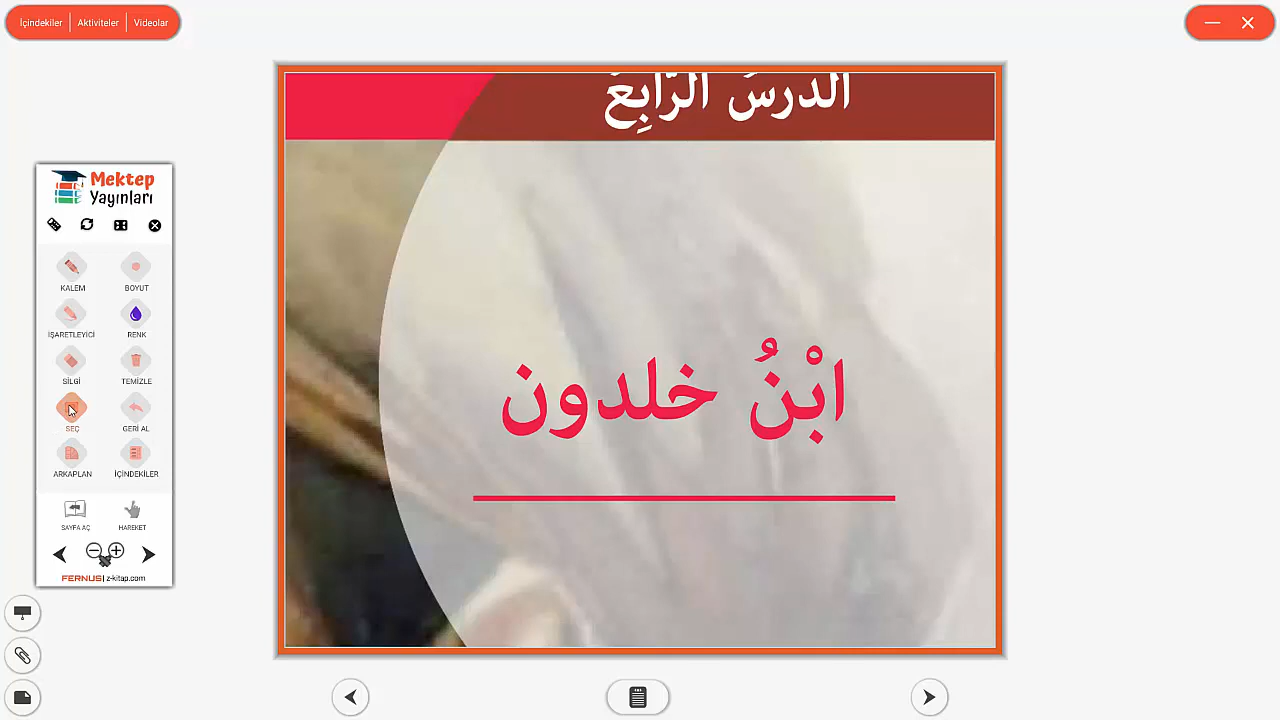 İçindekiler
Aktiviteler
Videolar
الدرس الرَّابِعُ
ابْنُ خلدون
Mektep
Yayınları
KALEM
BOYUT
İŞARETLEYİCİ
RENK
SİLGİ
TEMİZLE
SEÇ
GERİ AL
ARKAPLAN
İÇİNDEKİLER
SAYFA AÇ
HAREKET
FERNUS | z-kitap.com